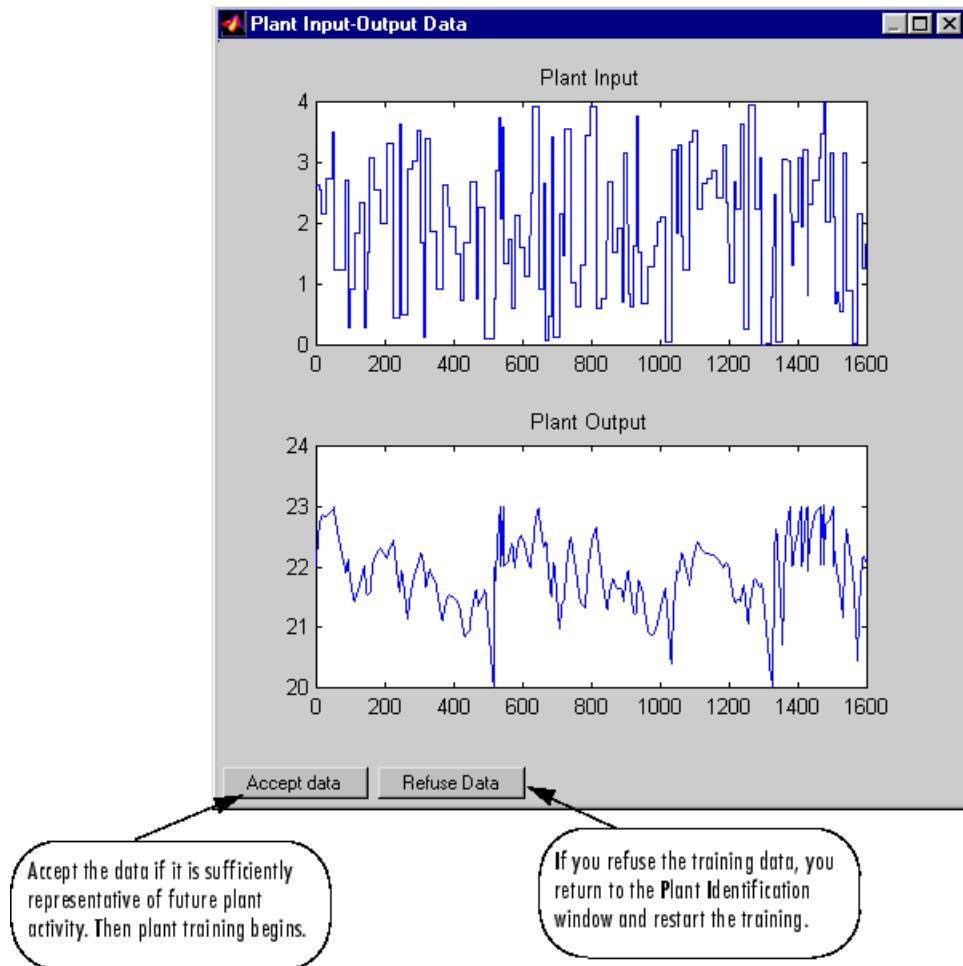 Plant Input-Output Data
Plant Input
4
3
2
1
0
0 200 400 600 800 1000 1200 1400 1600
Plant Output
24
23
22
21
20
0 200 400 600 800 1000 1200 1400 1600
Accept data Refuse Data
Accept the data if it is sufficiently
representative of future plant
activity. Then plant training begins.
If you refuse the training data, you
return to the Plant Identification
window and restart the training.